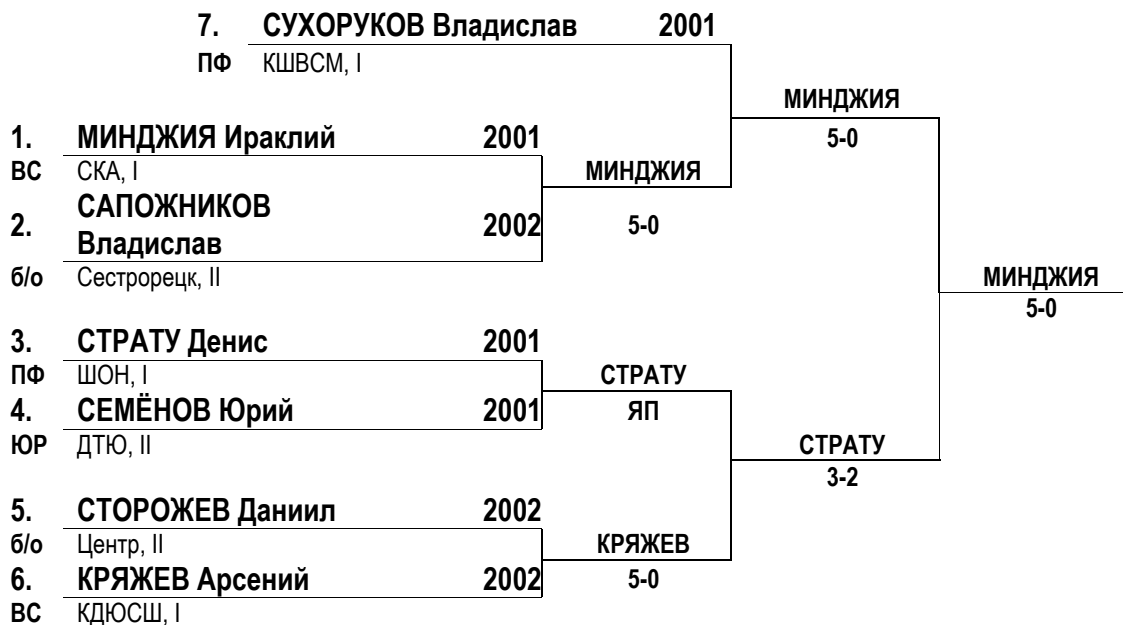 7. СУХОРУКОВ Владислав 2001
ПФ КШВСМ, I
МИНДЖИЯ
1. МИНДЖИЯ Ираклий 2001 5-0
ВС СКА, I МИНДЖИЯ
САПОЖНИКОВ
2. 2002 5-0
Владислав
б/о Сестрорецк, II МИНДЖИЯ
5-0
3. СТРАТУ Денис 2001
ПФ ШОН, I СТРАТУ
4. СЕМЁНОВ Юрий 2001 ЯП
ЮР ДТЮ, II СТРАТУ
3-2
5. СТОРОЖЕВ Даниил 2002
б/о Центр, II КРЯЖЕВ
6. КРЯЖЕВ Арсений 2002 5-0
ВС КДЮСШ, I